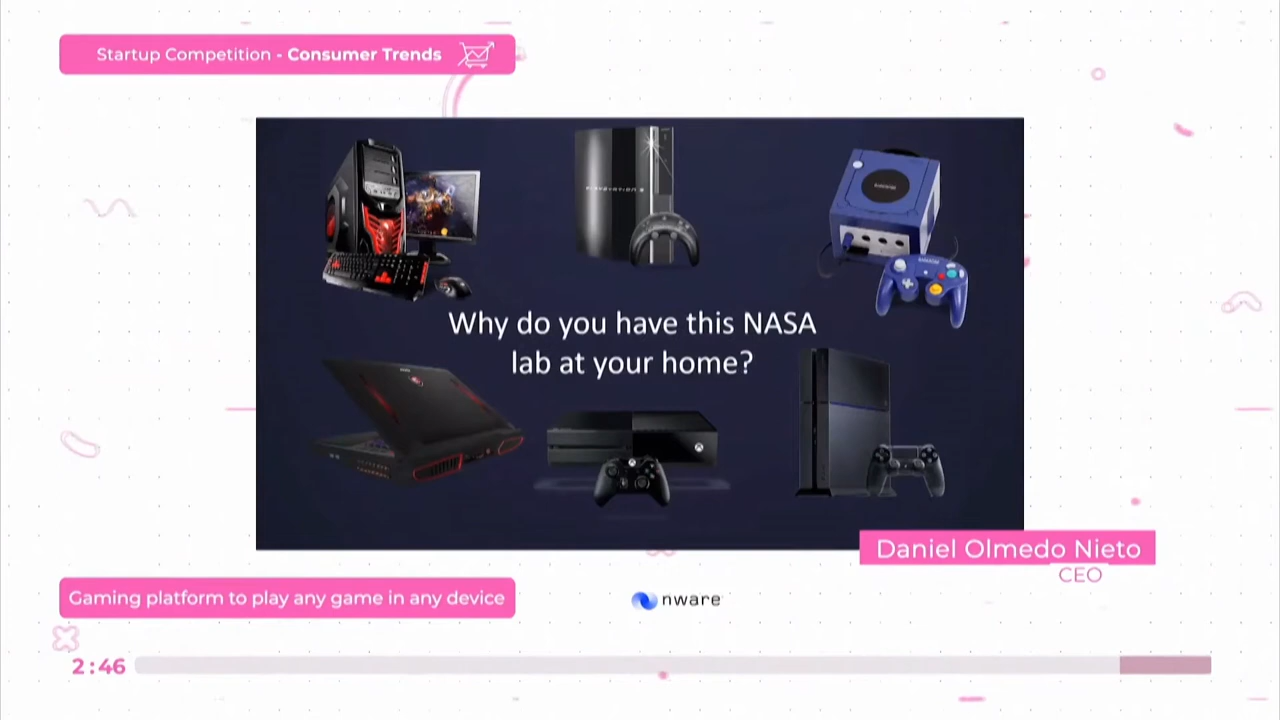 Startup Competition - Consumer Trends
Why do you have this NASA
lab at your home?
Daniel Olmedo Nieto
CEO
Gaming platform to play any game in any device
nware
2:46